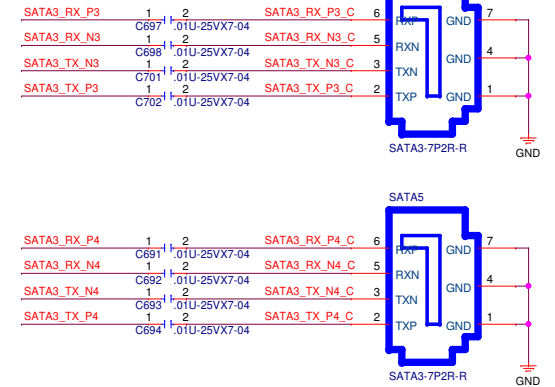 SATA3_RX_P3 1 2 SATA3_RX_P3_C 6 RXP GND 7
C697 .01U-25VX7-04
SATA3_RX_N3 1 2 SATA3_RX_N3_C 5 RXN
C698 .01U-25VX7-04 GND 4
SATA3_TX_N3 1 2 SATA3_TX_N3_C 3 TXN
C701 .01U-25VX7-04
SATA3_TX_P3 1 2 SATA3_TX_P3_C 2 TXP GND 1
C702 .01U-25VX7-04
SATA3-7P2R-R
GND
SATA5
SATA3_RX_P4 1 2 SATA3_RX_P4_C 6 RXP GND 7
C691 .01U-25VX7-04
SATA3_RX_N4 1 2 SATA3_RX_N4_C 5 RXN
C692 .01U-25VX7-04 GND 4
SATA3_TX_N4 1 2 SATA3_TX_N4_C 3 TXN
C693 .01U-25VX7-04
SATA3_TX_P4 1 2 SATA3_TX_P4_C 2 TXP GND 1
C694 .01U-25VX7-04
SATA3-7P2R-R
GND